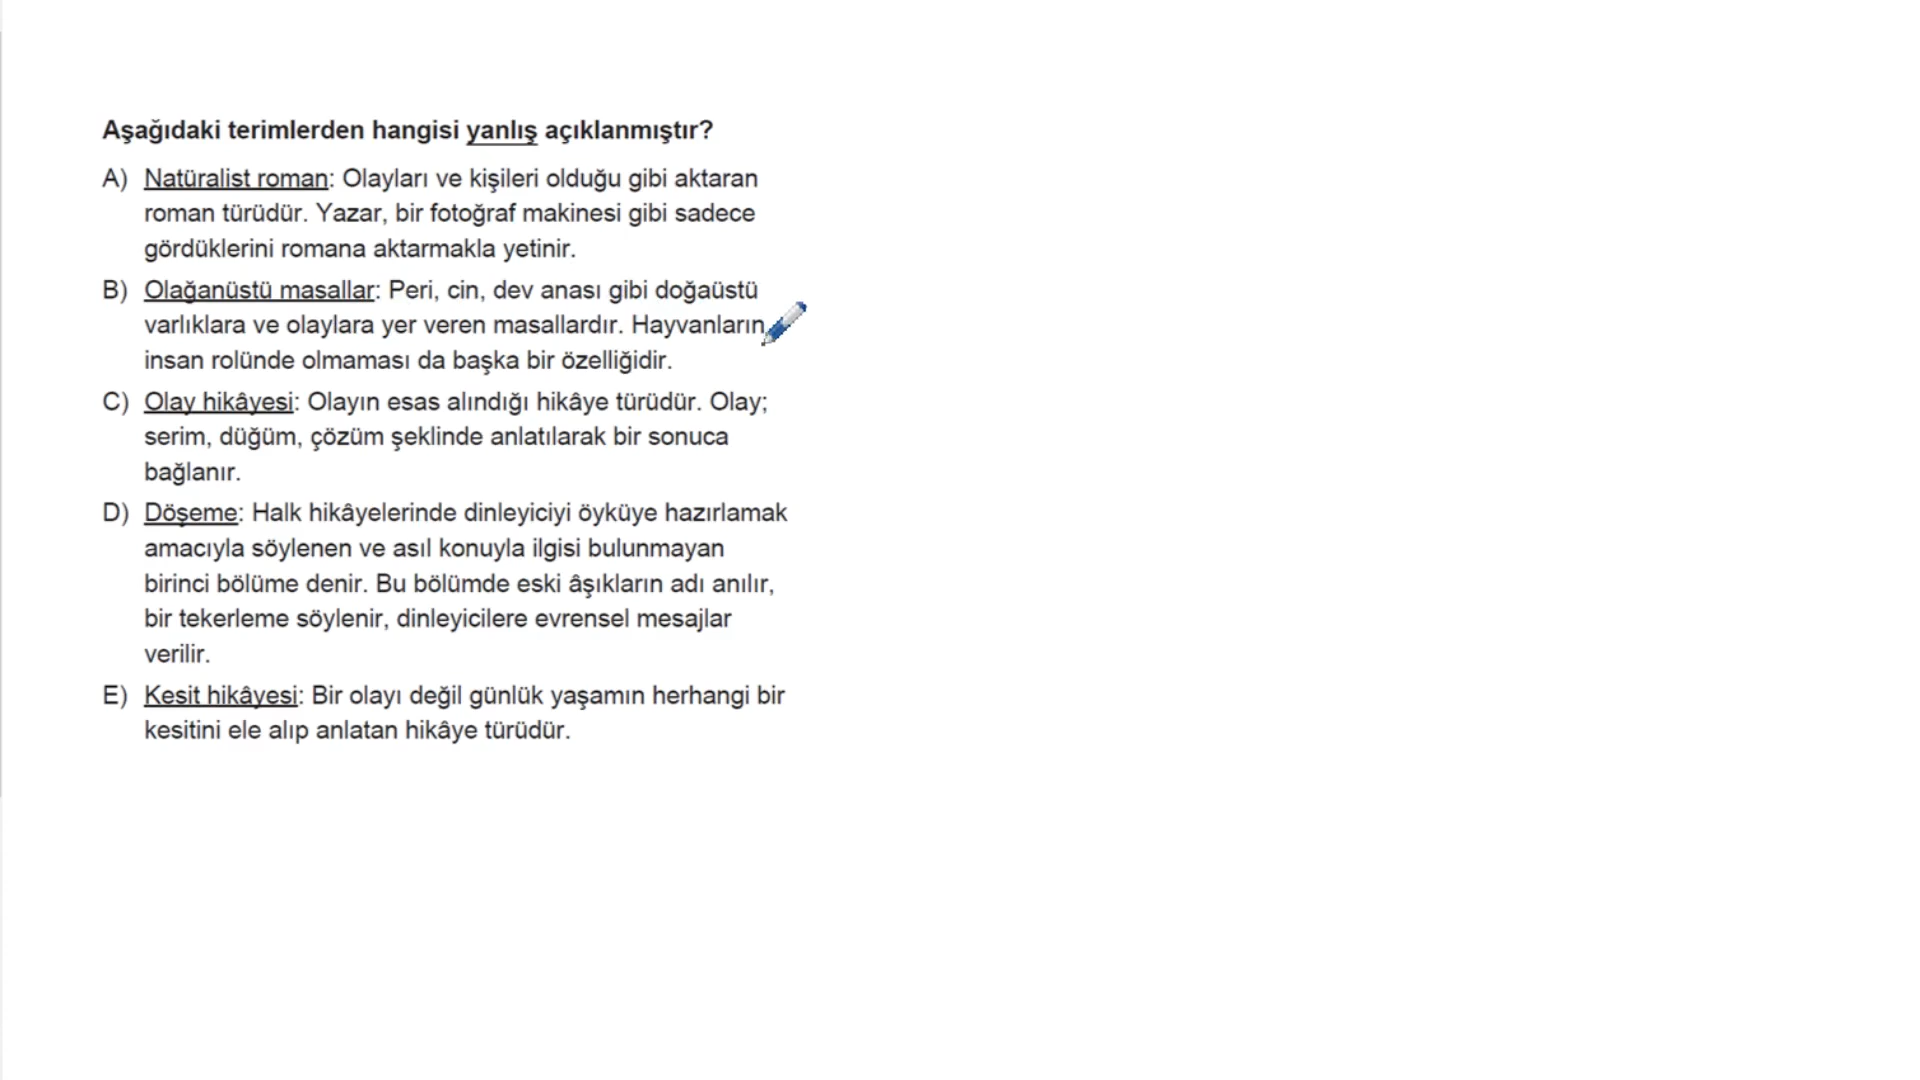 Aşağıdaki terimlerden hangisi yanlış açıklanmıştır?
A) Natüralist roman: Olayları ve kişileri olduğu gibi aktaran
roman türüdür. Yazar, bir fotoğraf makinesi gibi sadece
gördüklerini romana aktarmakla yetinir.
B) Olağanüstü masallar: Peri, cin, dev anası gibi doğaüstü
varlıklara ve olaylara yer veren masallardır. Hayvanların
insan rolünde olmaması da başka bir özelliğidir.
C) Olay hikâyesi: Olayın esas alındığı hikâye türüdür. Olay;
serim, düğüm, çözüm şeklinde anlatılarak bir sonuca
bağlanır.
D) Döşeme: Halk hikâyelerinde dinleyiciyi öyküye hazırlamak
amacıyla söylenen ve asıl konuyla ilgisi bulunmayan
birinci bölüme denir. Bu bölümde eski âşıkların adı anılır,
bir tekerleme söylenir, dinleyicilere evrensel mesajlar
verilir.
E) Kesit hikâyesi: Bir olayı değil günlük yaşamın herhangi bir
kesitini ele alıp anlatan hikâye türüdür.